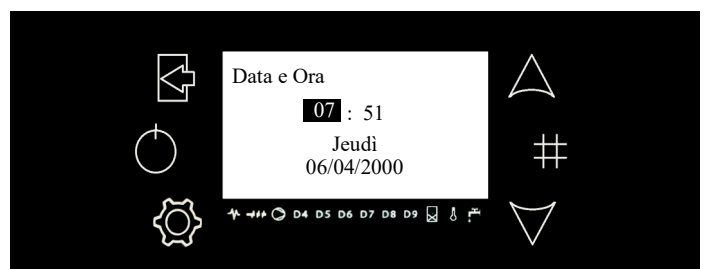 Data e Ora
07 : 51
Jeudì
06/04/2000
D4 D5 D6 D7 D8 D9